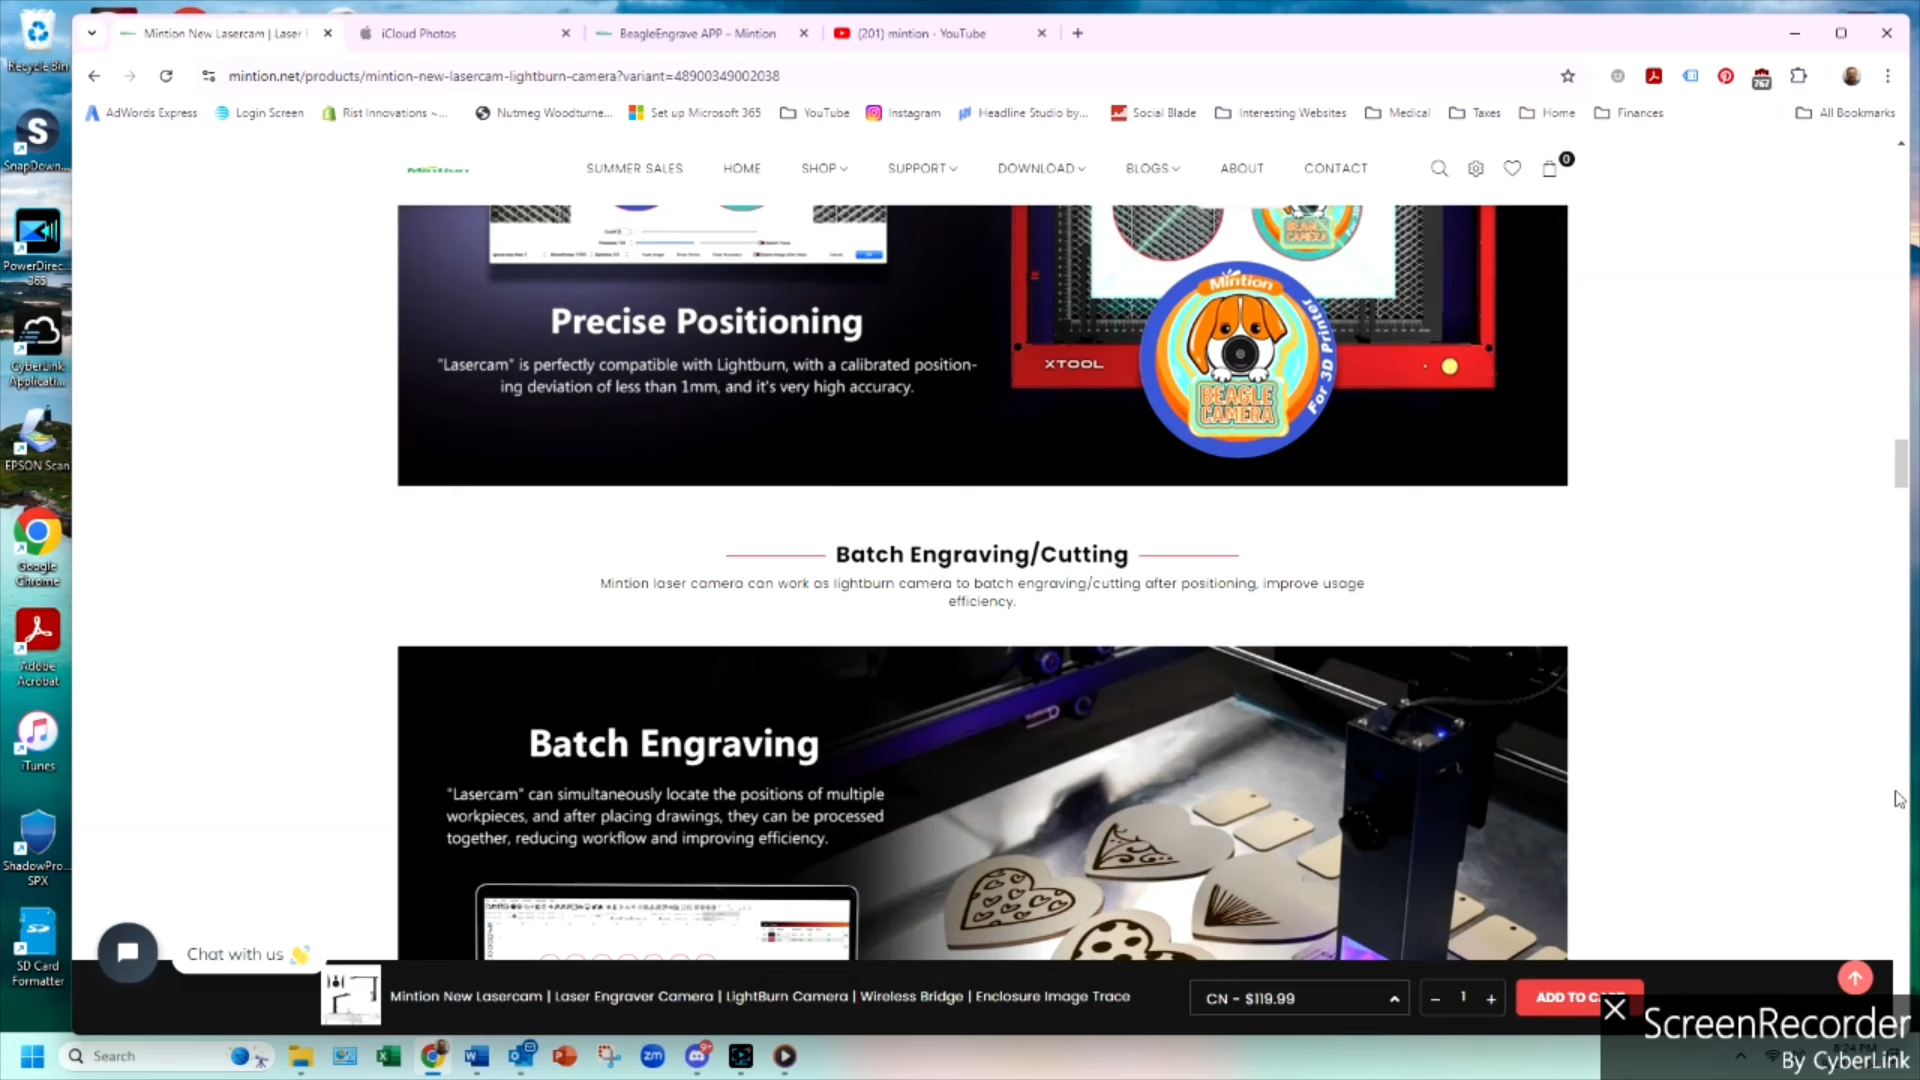 Mintion New Lasercam | Laser
iCloud Photos
BeagleEngrave APP – Mintion
(201) mintion - YouTube
mintion.net/products/mintion-new-lasercam-lightburn-camera?variant=48900349002038
767
AdWords Express
Login Screen
Rist Innovations ~...
Nutmeg Woodturne...
Set up Microsoft 365
YouTube
Instagram
Headline Studio by...
Social Blade
Interesting Websites
Medical
Taxes
Home
Finances
All Bookmarks
Mintion
SUMMER SALES
HOME
SHOP
SUPPORT
DOWNLOAD
BLOGS
ABOUT
CONTACT
0
Recycle Bin
SnapDown...
PowerDirec...
365
CyberLink
Applicati...
EPSON Scan
Google
Chrome
Adobe
Acrobat
iTunes
ShadowPro...
SPX
SD Card
Formatter
Precise Positioning
"Lasercam" is perfectly compatible with Lightburn, with a calibrated position-
ing deviation of less than 1mm, and it's very high accuracy.
XTOOL
Mintion
BEAGLE
CAMERA
For 3D Printer
Batch Engraving/Cutting
Mintion laser camera can work as lightburn camera to batch engraving/cutting after positioning, improve usage
efficiency.
Batch Engraving
"Lasercam" can simultaneously locate the positions of multiple
workpieces, and after placing drawings, they can be processed
together, reducing workflow and improving efficiency.
Chat with us
Mintion New Lasercam | Laser Engraver Camera | LightBurn Camera | Wireless Bridge | Enclosure Image Trace
CN - $119.99
1
ADD TO
ScreenRecorder
By CyberLink
Search